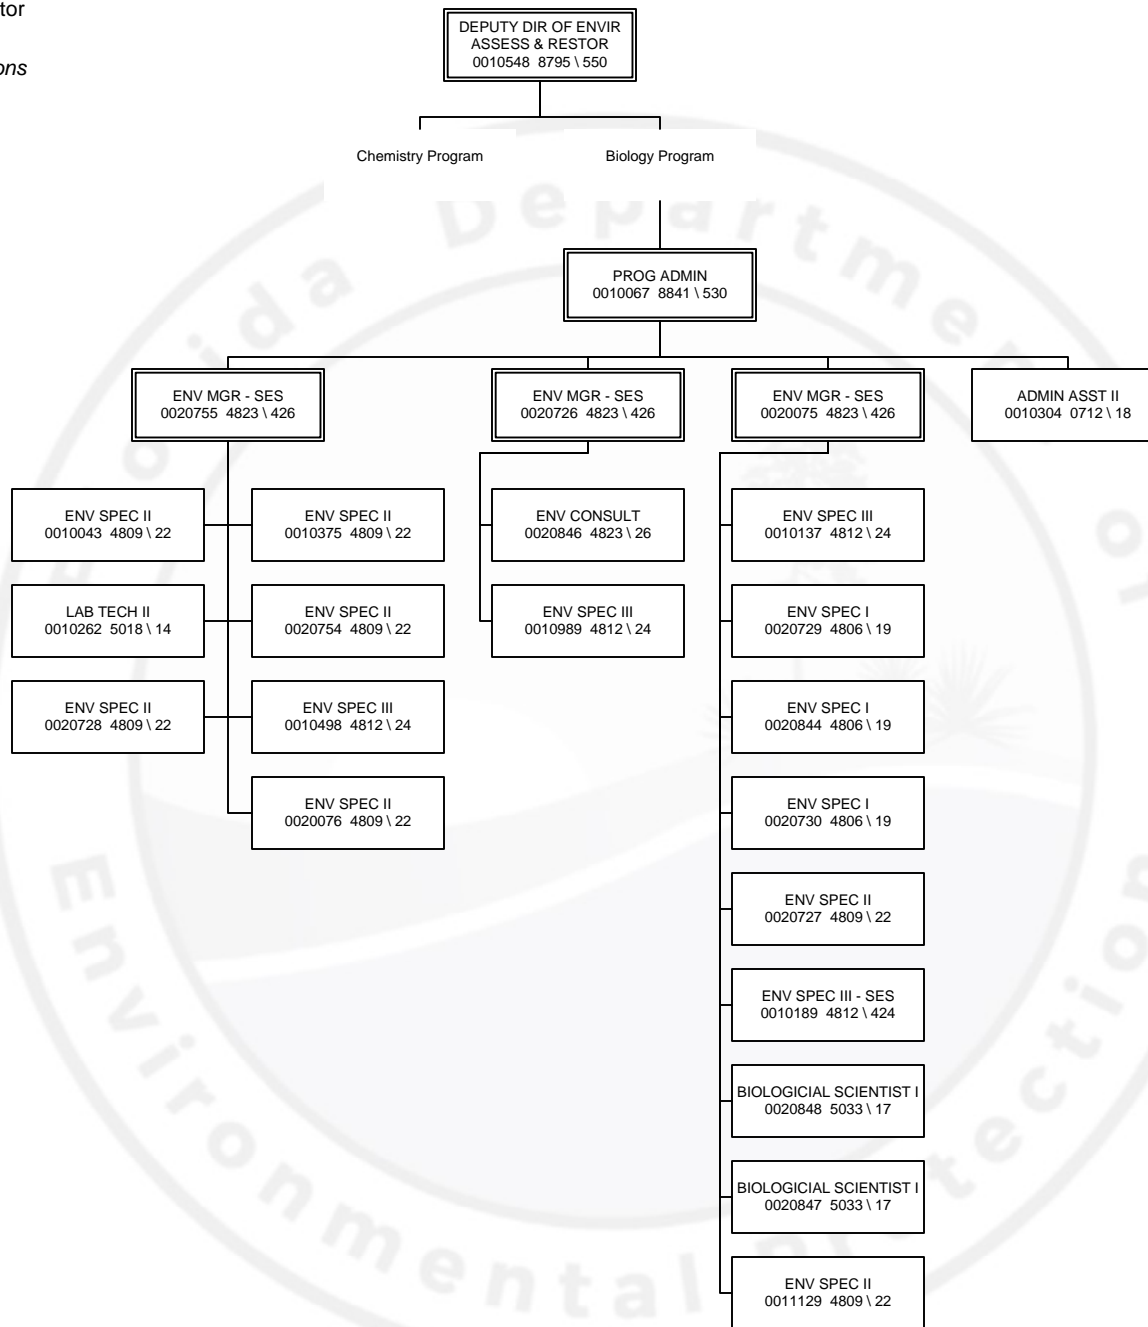 tor
ons
DEPUTY DIR OF ENVIR
ASSESS & RESTOR
0010548 8795 \ 550
Chemistry Program
Biology Program
PROG ADMIN
0010067 8841 \ 530
ENV MGR - SES
0020755 4823 \ 426
ENV MGR - SES
0020726 4823 \ 426
ENV MGR - SES
0020075 4823 \ 426
ADMIN ASST II
0010304 0712 \ 18
ENV SPEC II
0010043 4809 \ 22
ENV SPEC II
0010375 4809 \ 22
LAB TECH II
0010262 5018 \ 14
ENV SPEC II
0020754 4809 \ 22
ENV SPEC II
0020728 4809 \ 22
ENV SPEC III
0010498 4812 \ 24
ENV SPEC II
0020076 4809 \ 22
ENV CONSULT
0020846 4823 \ 26
ENV SPEC III
0010989 4812 \ 24
ENV SPEC III
0010137 4812 \ 24
ENV SPEC I
0020729 4806 \ 19
ENV SPEC I
0020844 4806 \ 19
ENV SPEC I
0020730 4806 \ 19
ENV SPEC II
0020727 4809 \ 22
ENV SPEC III - SES
0010189 4812 \ 424
BIOLOGICIAL SCIENTIST I
0020848 5033 \ 17
BIOLOGICIAL SCIENTIST I
0020847 5033 \ 17
ENV SPEC II
0011129 4809 \ 22
orida Department of
Environmental Protection